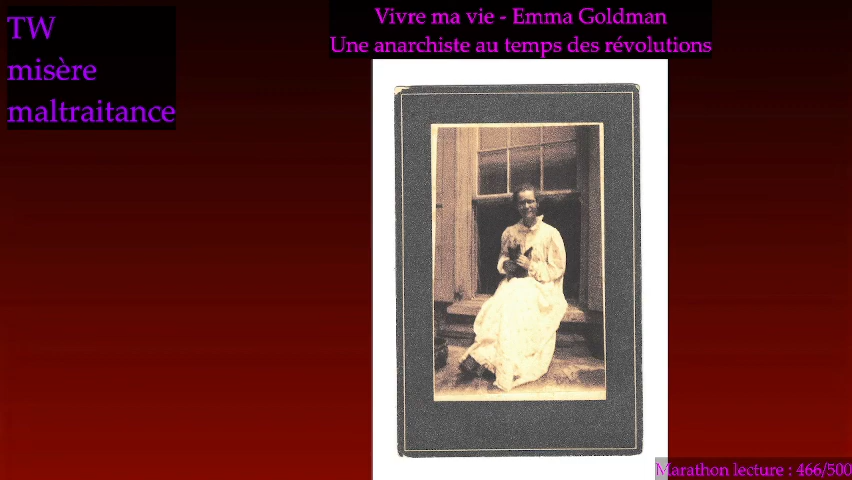 TW
misère
maltraitance
Vivre ma vie - Emma Goldman
Une anarchiste au temps des révolutions
Marathon lecture : 466/500